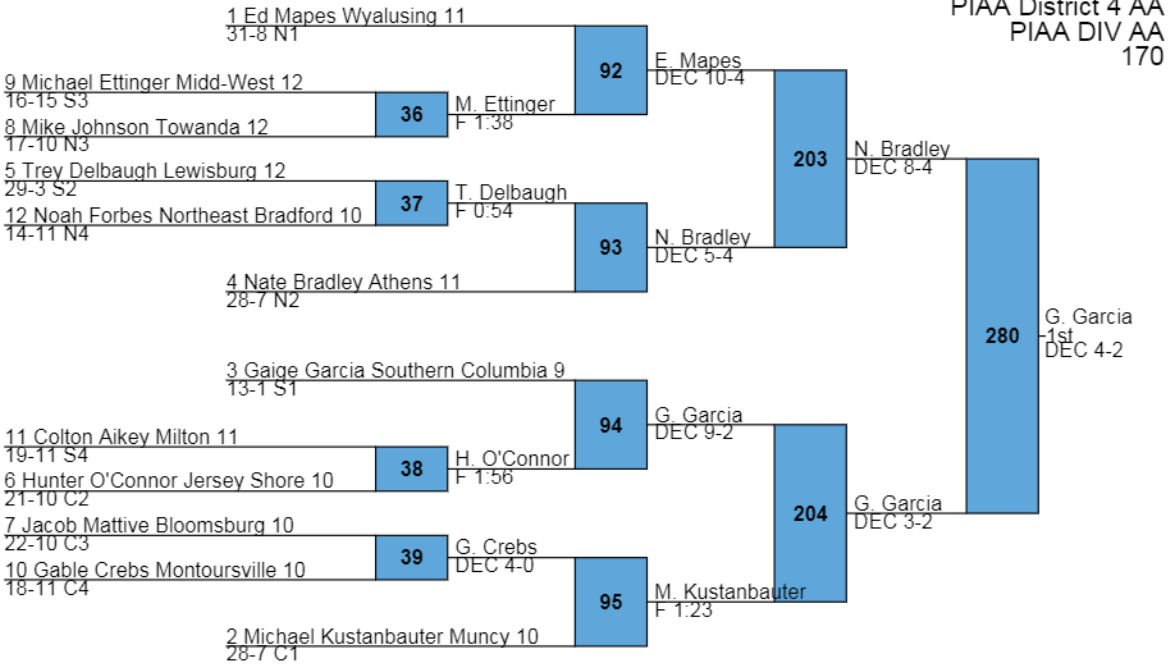 PIAA District 4 AA
PIAA DIV AA
170
1 Ed Mapes Wyalusing 11
31-8 N1
92
E. Mapes
DEC 10-4
9 Michael Ettinger Midd-West 12
16-15 S3
36
M. Ettinger
F 1:38
8 Mike Johnson Towanda 12
17-10 N3
203
N. Bradley
DEC 8-4
5 Trey Delbaugh Lewisburg 12
29-3 S2
37
T. Delbaugh
F 0:54
12 Noah Forbes Northeast Bradford 10
14-11 N4
93
N. Bradley
DEC 5-4
4 Nate Bradley Athens 11
28-7 N2
280
G. Garcia
1st
DEC 4-2
3 Gaige Garcia Southern Columbia 9
13-1 S1
94
G. Garcia
DEC 9-2
11 Colton Aikey Milton 11
19-11 S4
38
H. O'Connor
F 1:56
6 Hunter O'Connor Jersey Shore 10
21-10 C2
204
G. Garcia
DEC 3-2
7 Jacob Mattive Bloomsburg 10
22-10 C3
39
G. Crebs
DEC 4-0
10 Gable Crebs Montoursville 10
18-11 C4
95
M. Kustanbauter
F 1:23
2 Michael Kustanbauter Muncy 10
28-7 C1